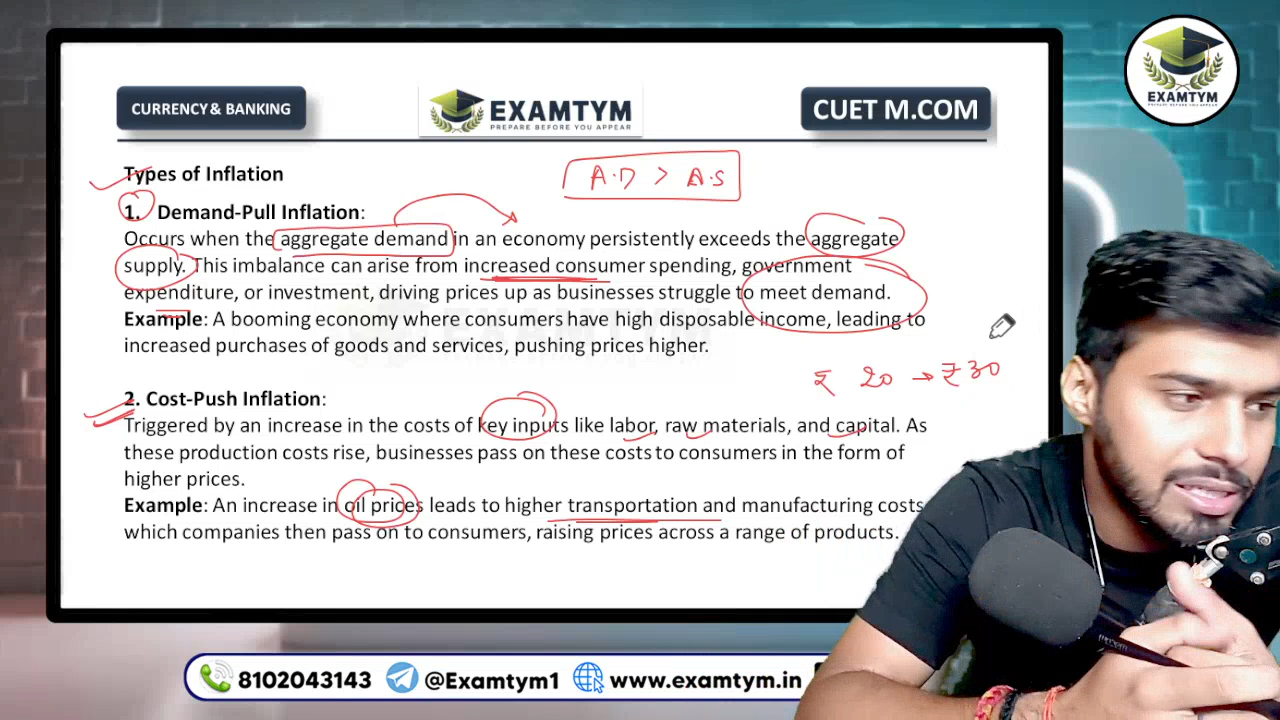 CURRENCY & BANKING
EXAMTYM
PREPARE BEFORE YOU APPEAR
CUET M.COM
EXAMTYM
PREPARE BEFORE YOU APPEAR
Types of Inflation
A.D > A.S
1. Demand-Pull Inflation:
Occurs when the aggregate demand in an economy persistently exceeds the aggregate
supply. This imbalance can arise from increased consumer spending, government
expenditure, or investment, driving prices up as businesses struggle to meet demand.
Example: A booming economy where consumers have high disposable income, leading to
increased purchases of goods and services, pushing prices higher.
₹ 20 → ₹ 30
2. Cost-Push Inflation:
Triggered by an increase in the costs of key inputs like labor, raw materials, and capital. As
these production costs rise, businesses pass on these costs to consumers in the form of
higher prices.
Example: An increase in oil prices leads to higher transportation and manufacturing costs
which companies then pass on to consumers, raising prices across a range of products.
8102043143 @Examtym1 www.examtym.in